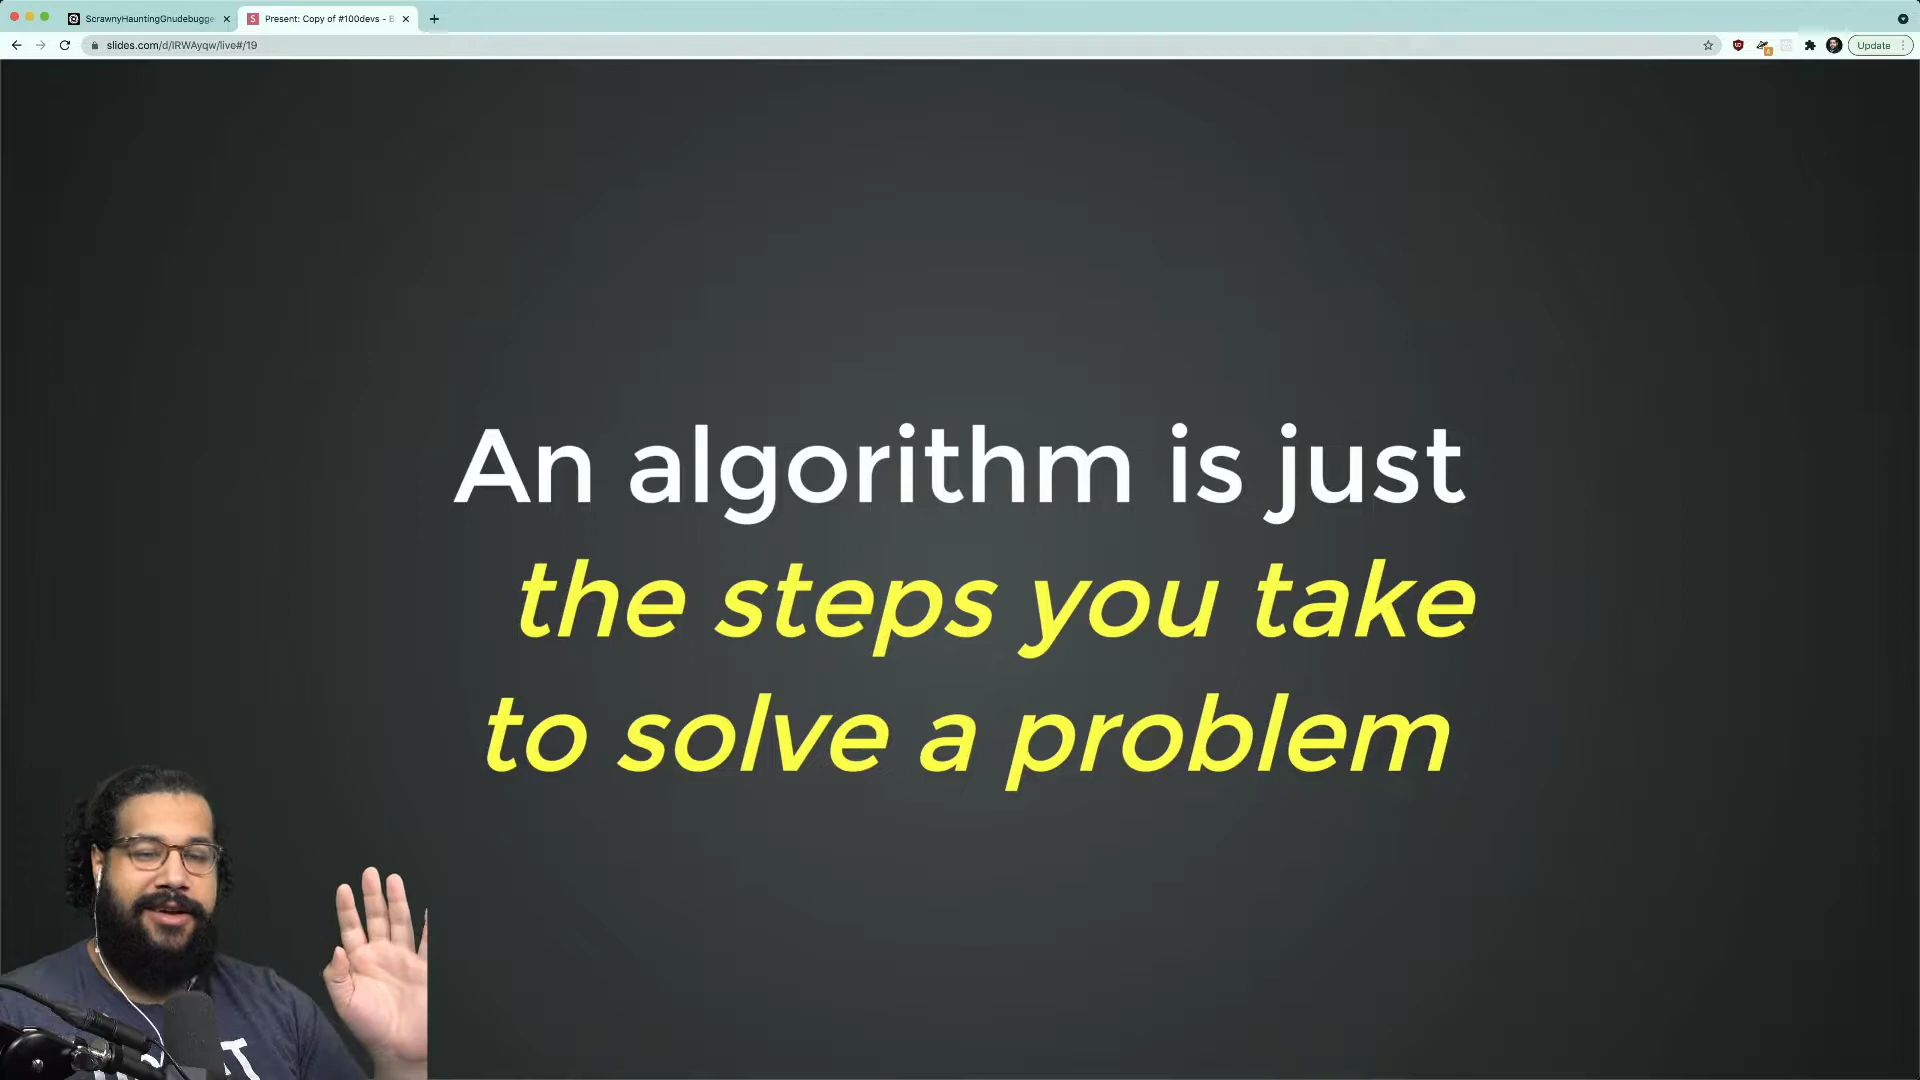 ScrawnyHauntingGnudebugge
Present: Copy of #100devs - E
slides.com/d/lRWAyqw/live#/19
Update
An algorithm is just
the steps you take
to solve a problem